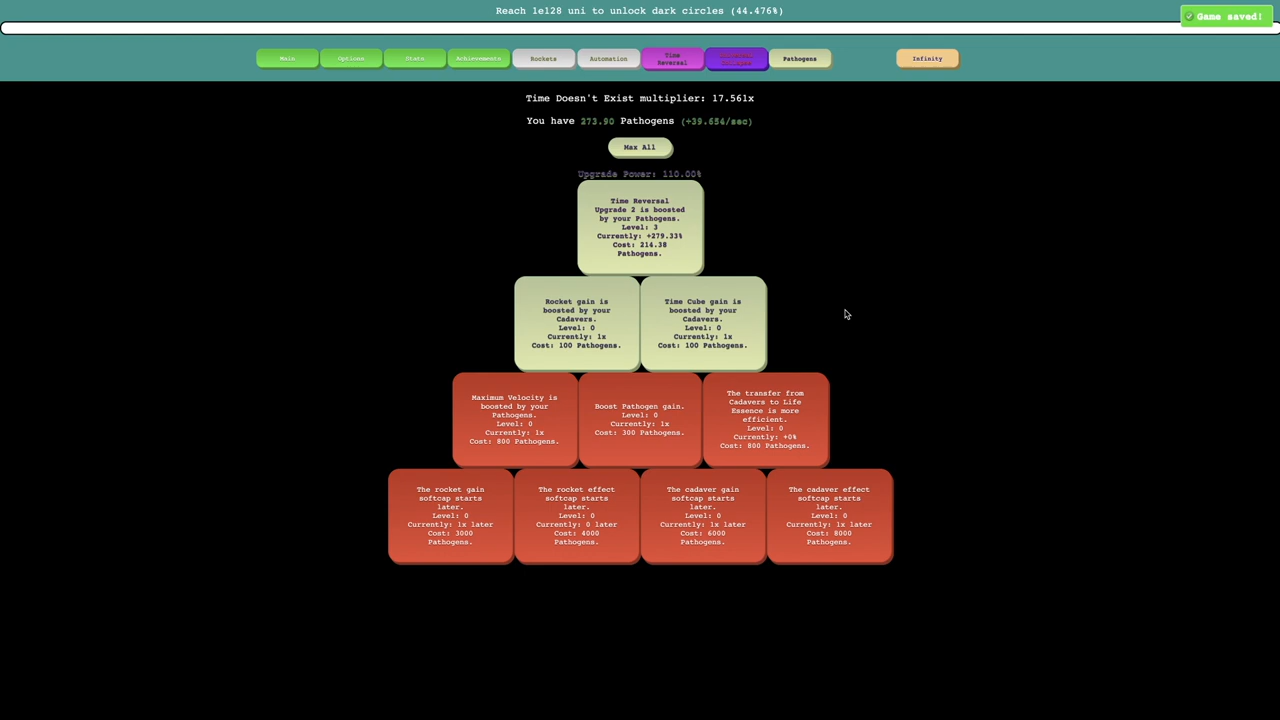 Reach 1e128 uni to unlock dark circles (44.476%)
Game saved!
Main
Options
Stats
Achievements
Rockets
Automation
Time
Reversal
Pathogens
Infinity
Time Doesn't Exist multiplier: 17.561x
You have 273.90 Pathogens (+39.654/sec)
Max All
Upgrade Power: 110.00%
Time Reversal
Upgrade 2 is boosted
by your Pathogens.
Level: 3
Currently: +279.33%
Cost: 214.38
Pathogens.
Rocket gain is
boosted by your
Cadavers.
Level: 0
Currently: 1x
Cost: 100 Pathogens.
Time Cube gain is
boosted by your
Cadavers.
Level: 0
Currently: 1x
Cost: 100 Pathogens.
Maximum Velocity is
boosted by your
Pathogens.
Level: 0
Currently: 1x
Cost: 800 Pathogens.
Boost Pathogen gain.
Level: 0
Currently: 1x
Cost: 300 Pathogens.
The transfer from
Cadavers to Life
Essence is more
efficient.
Level: 0
Currently: +0%
Cost: 800 Pathogens.
The rocket gain
softcap starts
later.
Level: 0
Currently: 1x later
Cost: 3000
Pathogens.
The rocket effect
softcap starts
later.
Level: 0
Currently: 0 later
Cost: 4000
Pathogens.
The cadaver gain
softcap starts
later.
Level: 0
Currently: 1x later
Cost: 6000
Pathogens.
The cadaver effect
softcap starts
later.
Level: 0
Currently: 1x later
Cost: 8000
Pathogens.